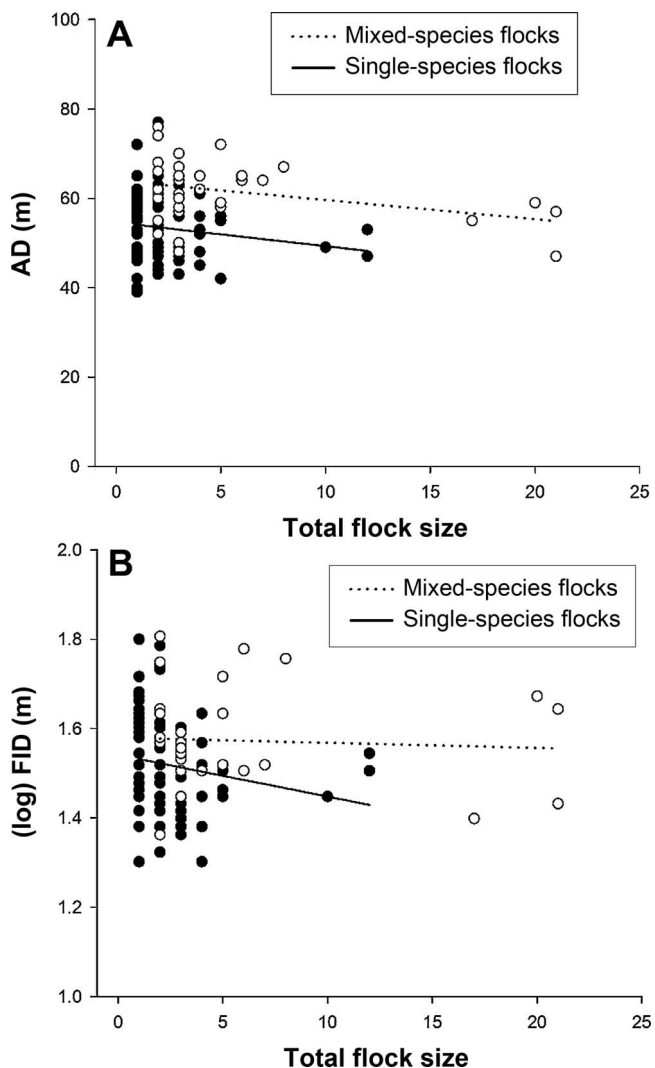 A
Mixed-species flocks
Single-species flocks
100
80
60
40
20
0
AD (m)
0 5 10 15 20 25
Total flock size
B
Mixed-species flocks
Single-species flocks
2.0
1.8
1.6
1.4
1.2
1.0
(log) FID (m)
0 5 10 15 20 25
Total flock size